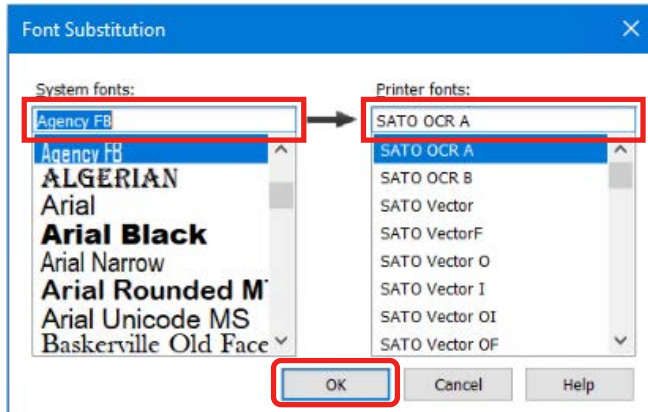 Font Substitution
System fonts:
Agency FB
Agency FB
ALGERIAN
Arial
Arial Black
Arial Narrow
Arial Rounded M
Arial Unicode MS
Baskerville Old Face
Printer fonts:
SATO OCR A
SATO OCR A
SATO OCR B
SATO Vector
SATO VectorF
SATO Vector O
SATO Vector I
SATO Vector OI
SATO Vector OF
OK Cancel Help